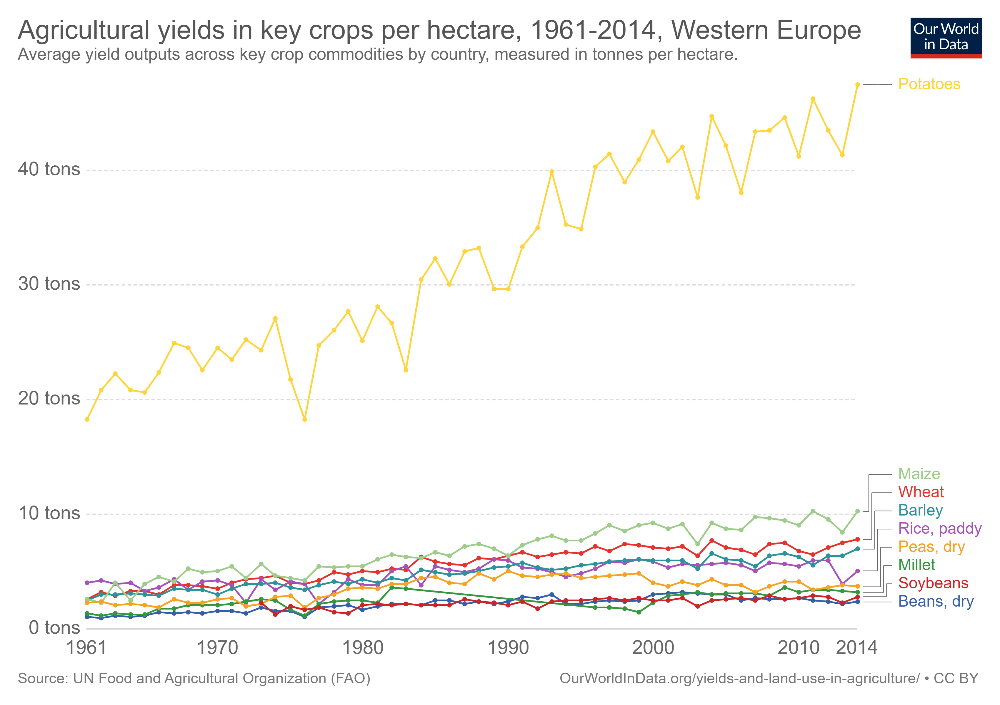 Agricultural yields in key crops per hectare, 1961-2014, Western Europe
Average yield outputs across key crop commodities by country, measured in tonnes per hectare.
Our World
in Data
Potatoes
40 tons
30 tons
20 tons
10 tons
0 tons
Maize
Wheat
Barley
Rice, paddy
Peas, dry
Millet
Soybeans
Beans, dry
1961 1970 1980 1990 2000 2010 2014
Source: UN Food and Agricultural Organization (FAO)
OurWorldInData.org/yields-and-land-use-in-agriculture/ • CC BY